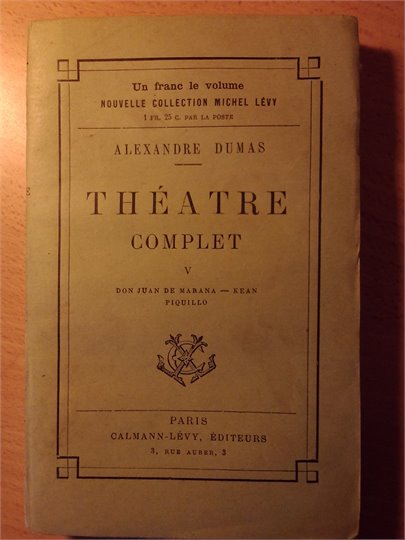 Un franc le volume
NOUVELLE COLLECTION MICHEL LÉVY
1 FR. 25 C. PAR LA POSTE
ALEXANDRE DUMAS
THÉATRE
COMPLET
V
DON JUAN DE MARANA — KEAN
PIQUILLO
PARIS
CALMANN-LÉVY, ÉDITEURS
3, RUE AUBER, 3